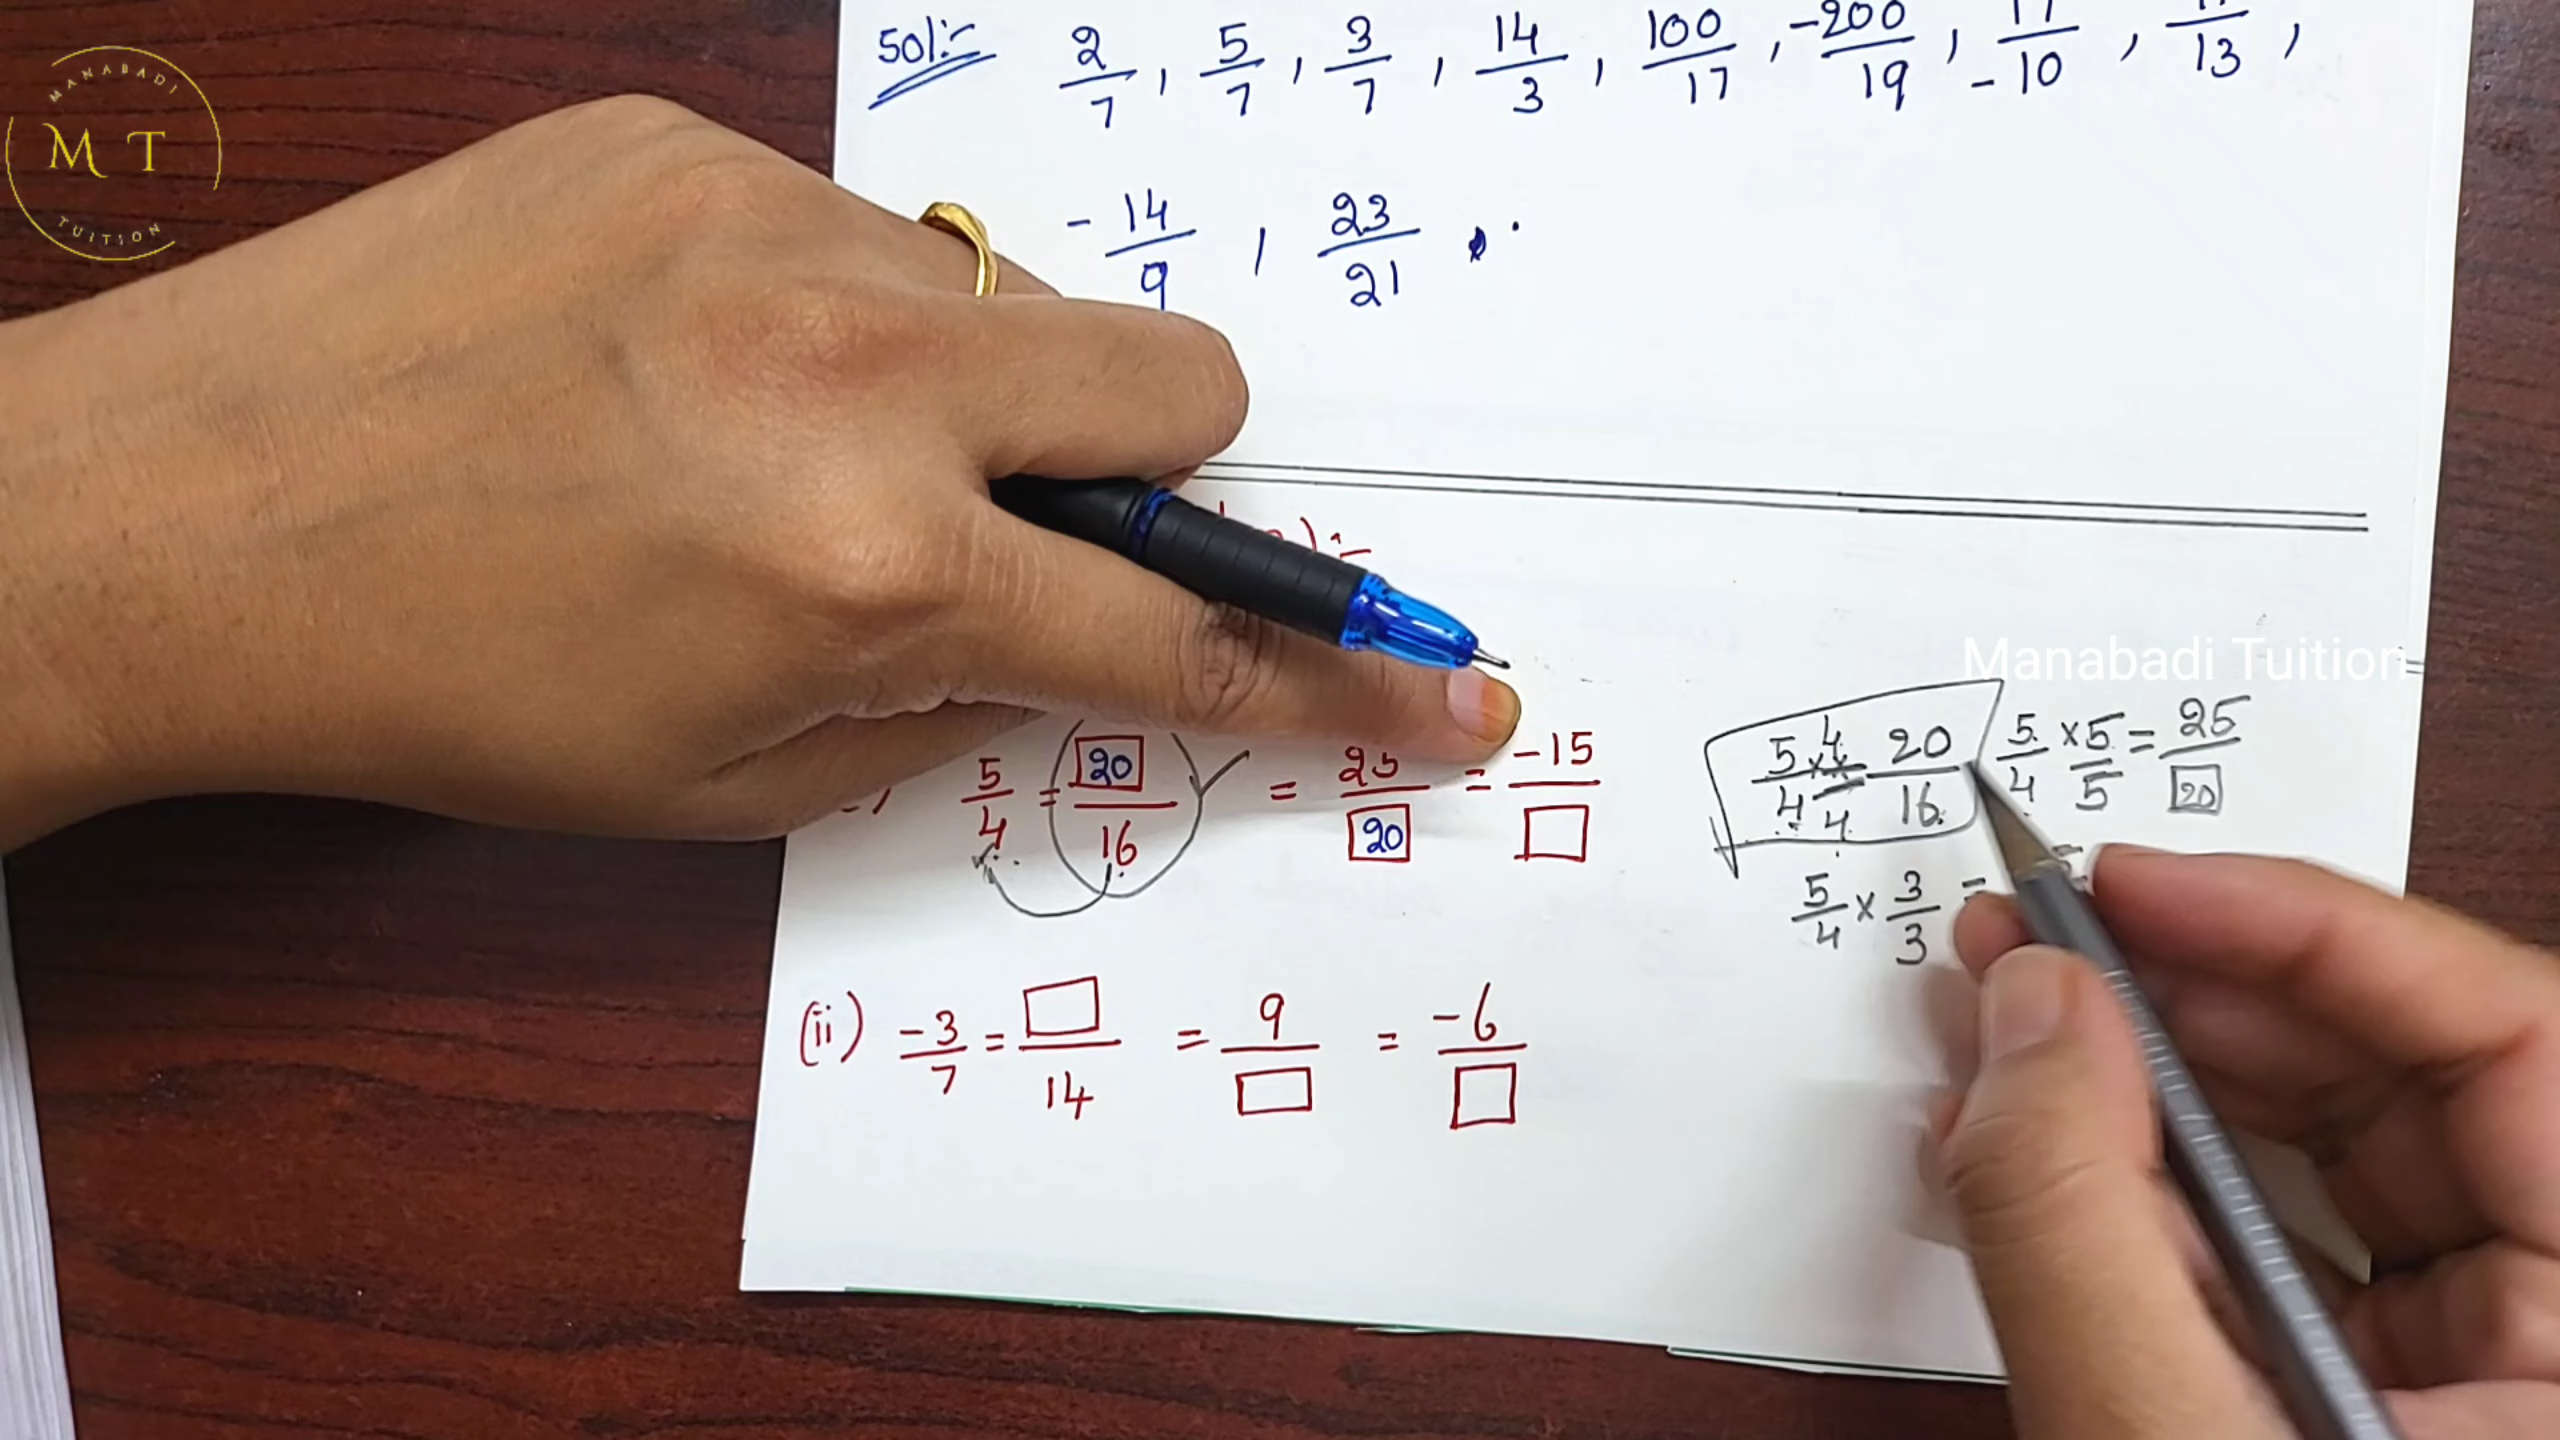 MANABADI
M T
TUITION
Sol:- 2/7, 5/7, 3/7, 14/3, 100/17, -200/19, 17/-10, /13,
-14/9, 23/21
Manabadi Tuition
5/4 = 20/16 = 25/20 = -15/□
5×4/4×4 20/16
5/4 × 5/5 = 25/20
5/4 × 3/3 =
(ii) -3/7 = □/14 = 9/□ = -6/□